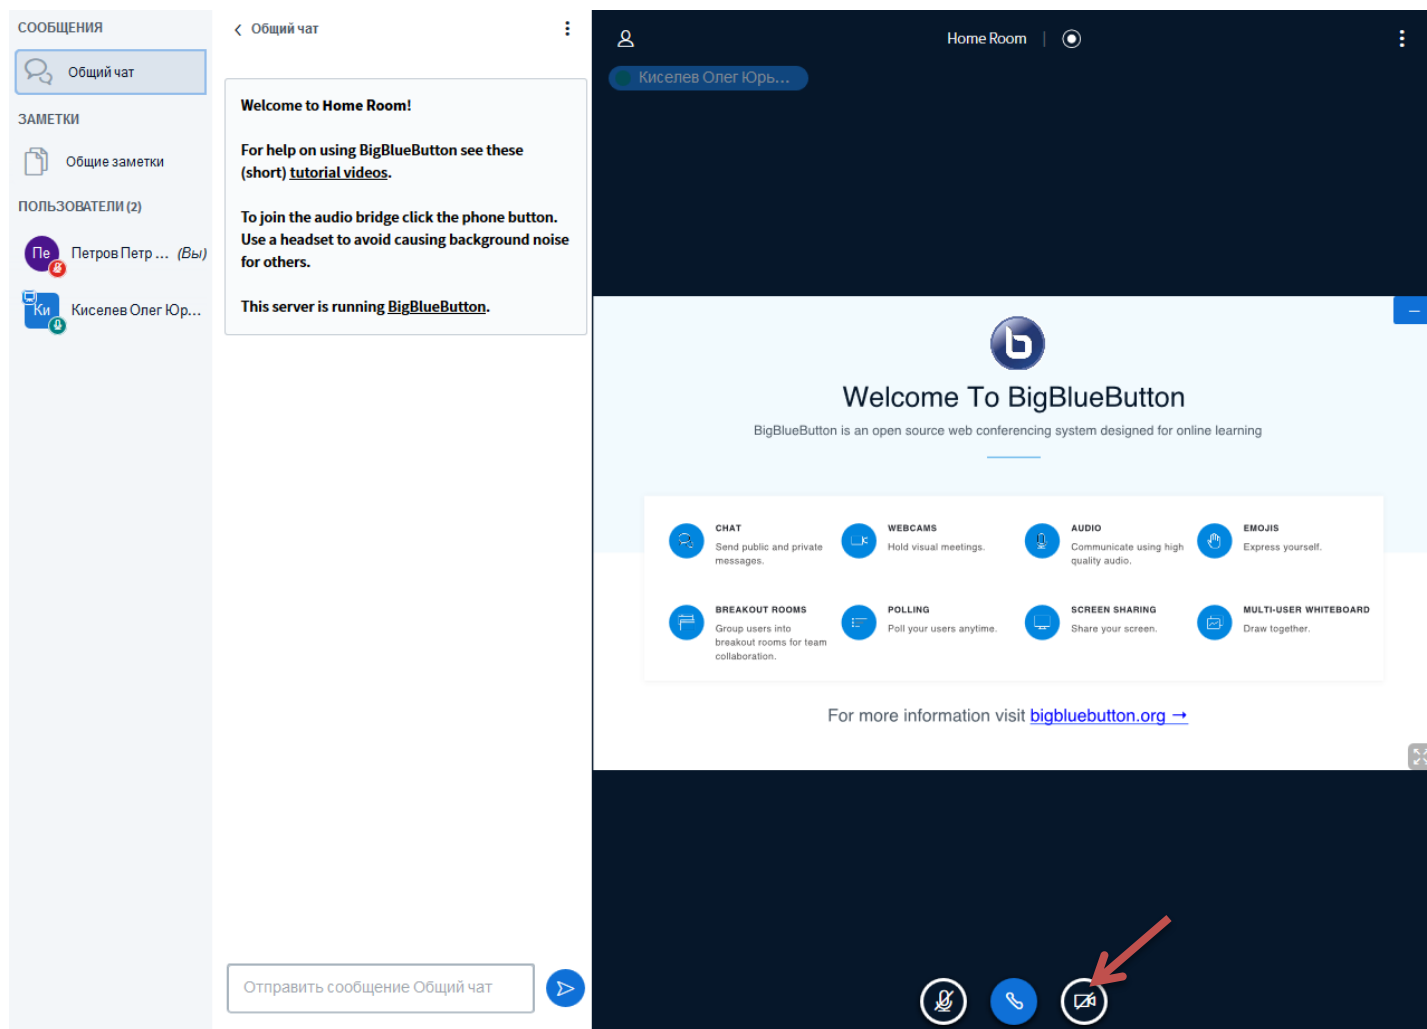 СООБЩЕНИЯ
Общий чат
ЗАМЕТКИ
Общие заметки
ПОЛЬЗОВАТЕЛИ (2)
Пе
Петров Петр ... (Вы)
Ки
Киселев Олег Юр...
Общий чат
Welcome to Home Room!
For help on using BigBlueButton see these
(short) tutorial videos.
To join the audio bridge click the phone button.
Use a headset to avoid causing background noise
for others.
This server is running BigBlueButton.
Отправить сообщение Общий чат
Home Room
Киселев Олег Юрь...
b
Welcome To BigBlueButton
BigBlueButton is an open source web conferencing system designed for online learning
CHAT
Send public and private
messages.
WEBCAMS
Hold visual meetings.
AUDIO
Communicate using high
quality audio.
EMOJIS
Express yourself.
BREAKOUT ROOMS
Group users into
breakout rooms for team
collaboration.
POLLING
Poll your users anytime.
SCREEN SHARING
Share your screen.
MULTI-USER WHITEBOARD
Draw together.
For more information visit bigbluebutton.org →